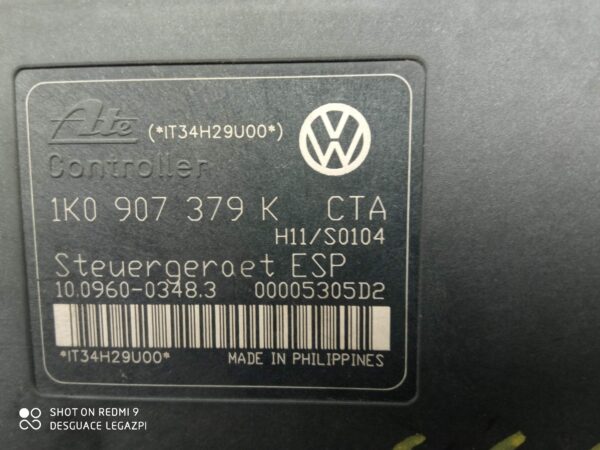 Ate (*IT34H29U00*)
Controller
1K0 907 379 K CTA
H11/S0104
Steuergeraet ESP
10.0960-0348.3 00005305D2
*IT34H29U00* MADE IN PHILIPPINES
SHOT ON REDMI 9
DESGUACE LEGAZPI